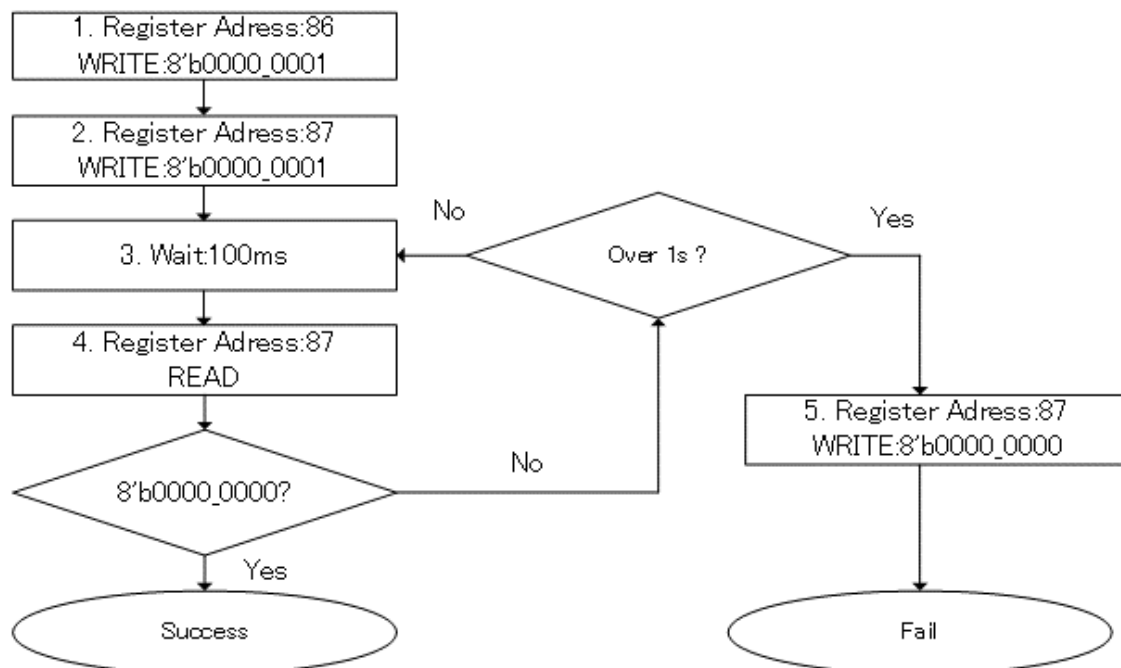 1. Register Adress:86
WRITE:8'b0000_0001
2. Register Adress:87
WRITE:8'b0000_0001
No
Yes
3. Wait:100ms
Over 1s ?
4. Register Adress:87
READ
5. Register Adress:87
WRITE:8'b0000_0000
No
8'b0000_0000?
Yes
Success
Fail